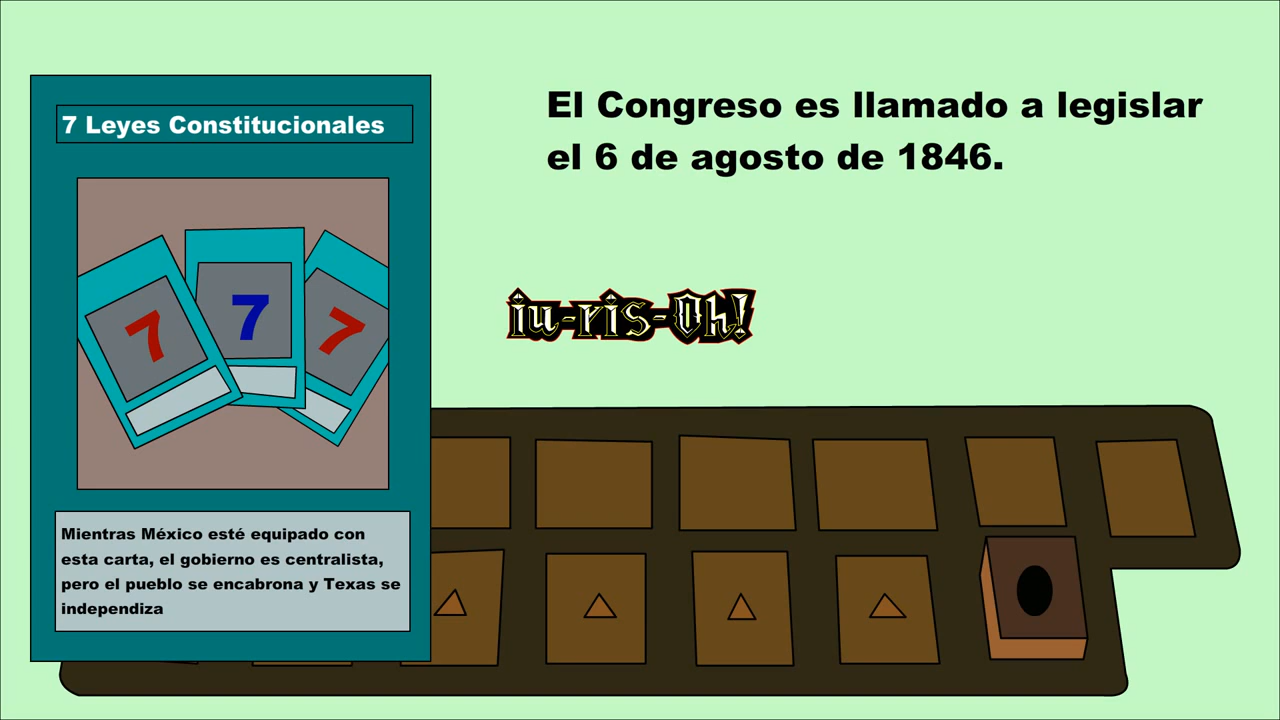 7 Leyes Constitucionales
7
7
7
Mientras México esté equipado con
esta carta, el gobierno es centralista,
pero el pueblo se encabrona y Texas se
independiza
El Congreso es llamado a legislar
el 6 de agosto de 1846.
iu-ris-Oh!